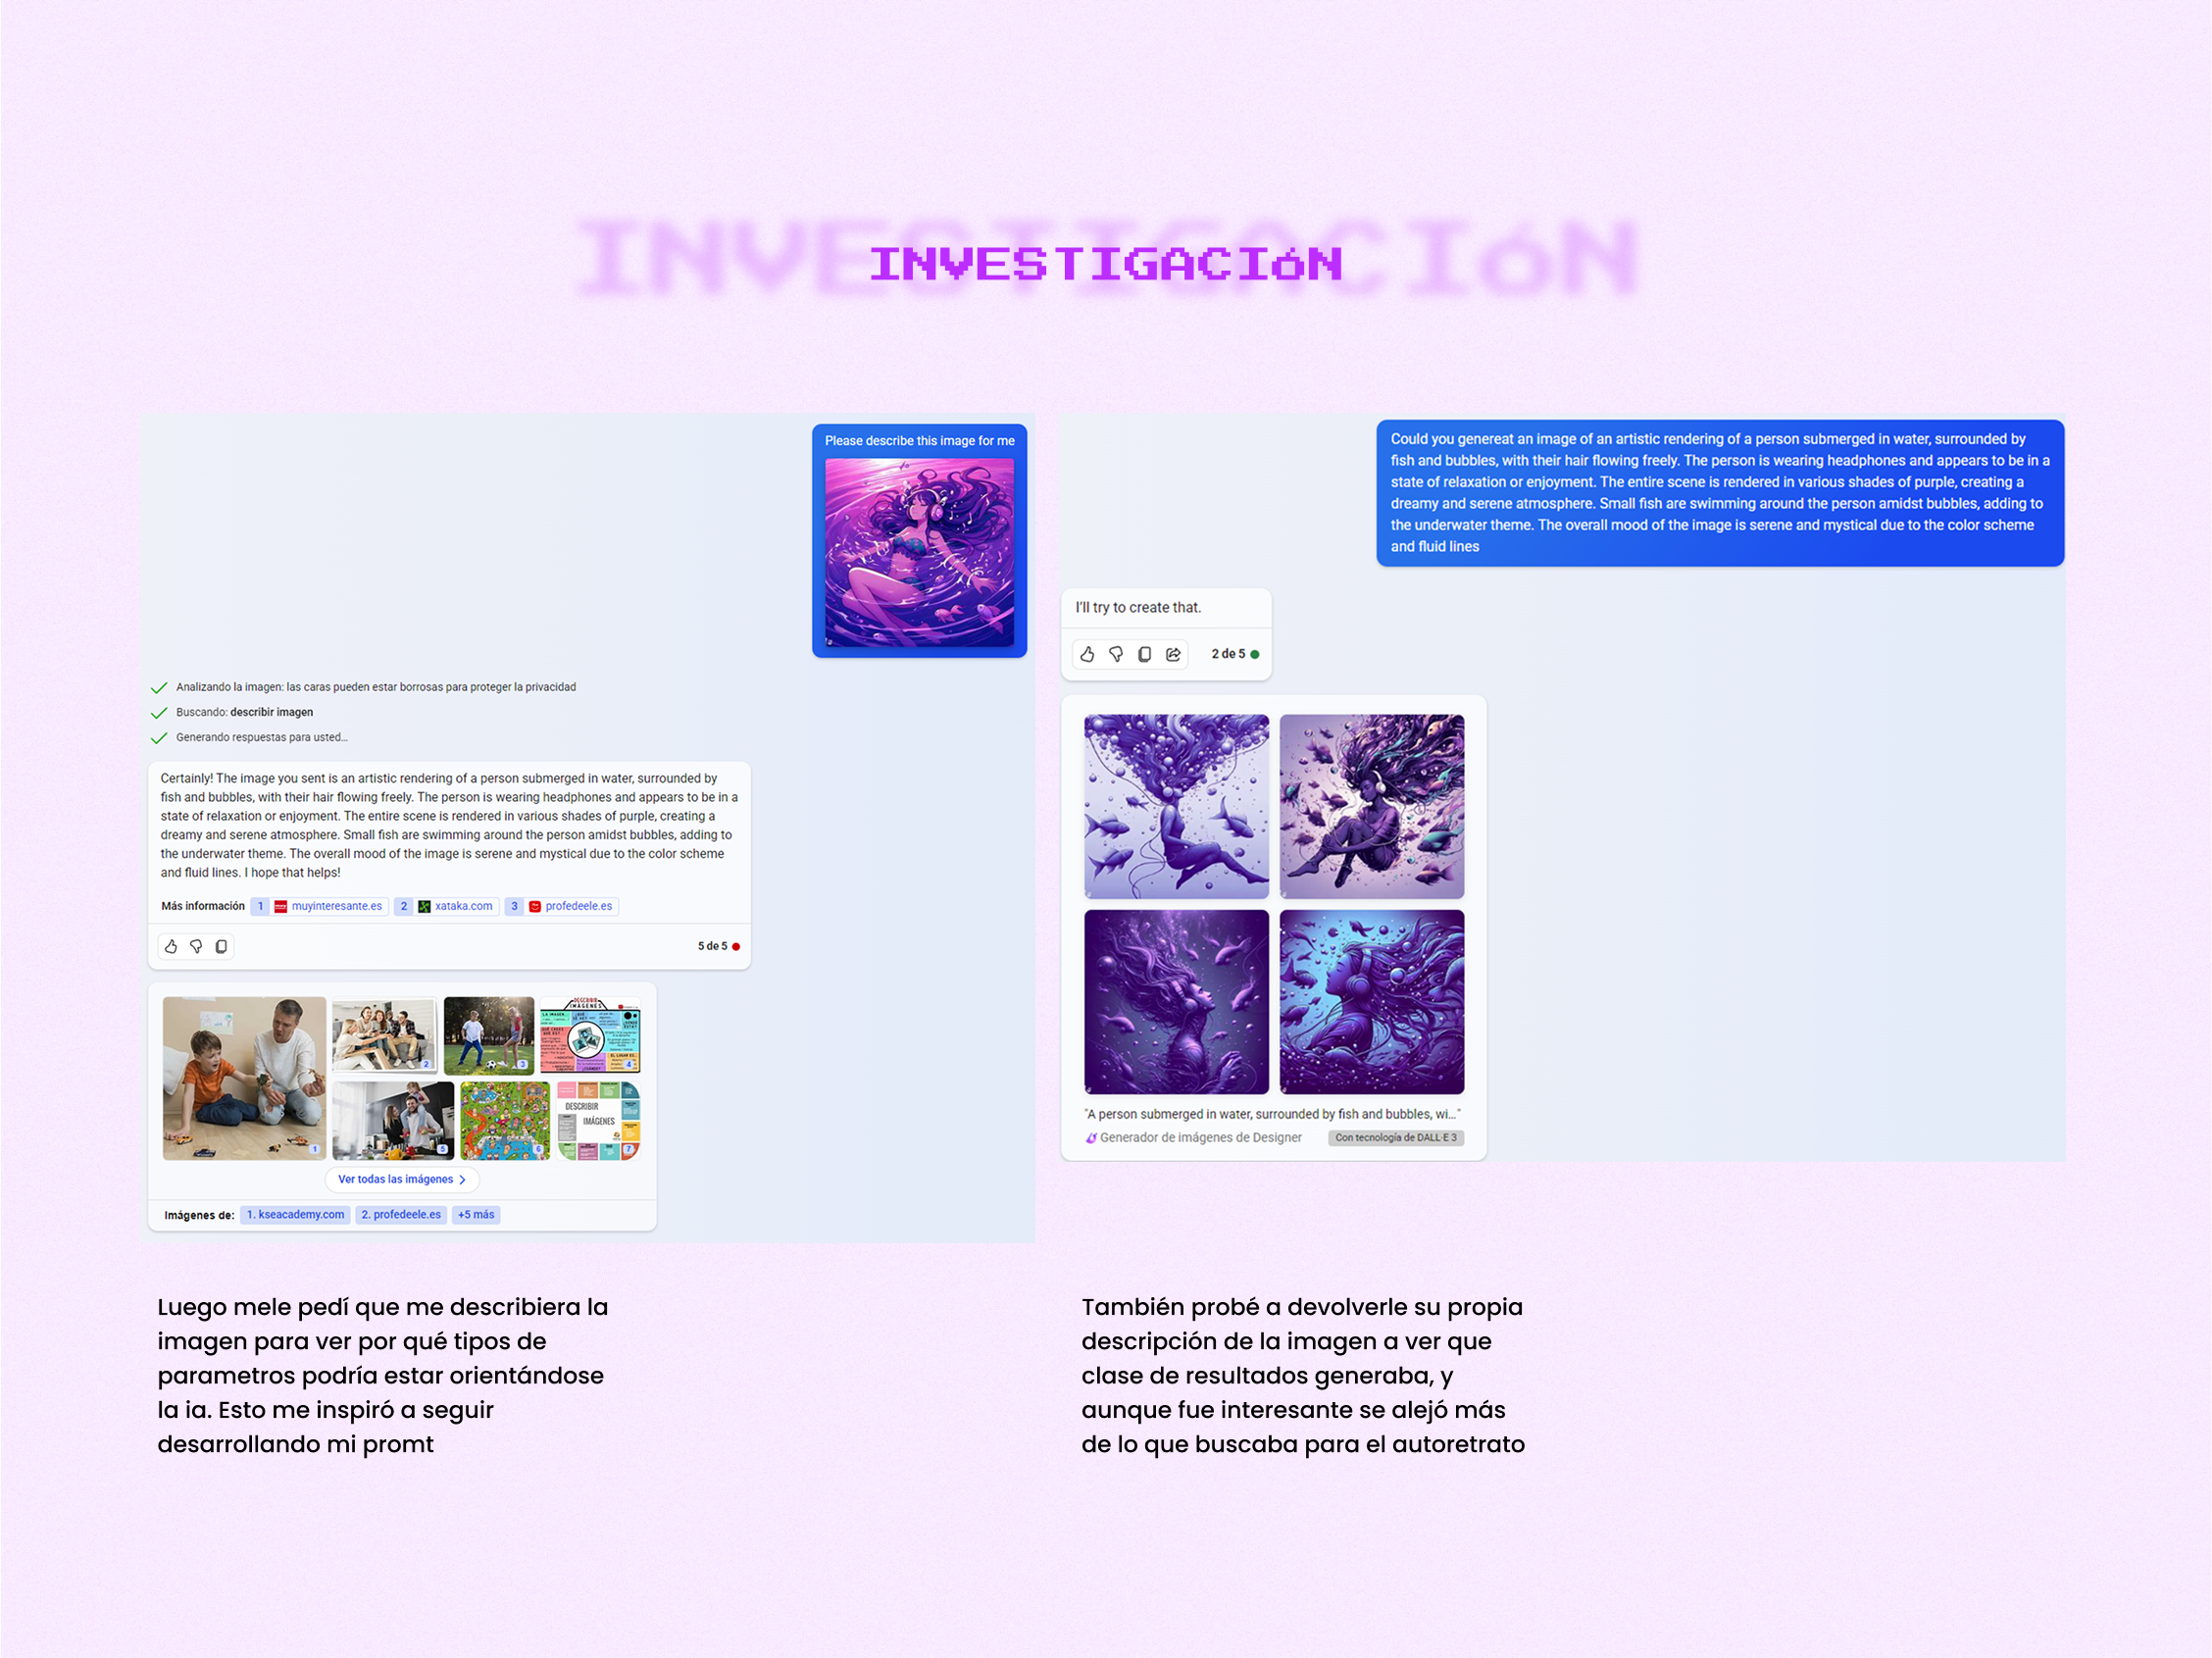 INVESTIGACIóN
Please describe this image for me
Analizando la imagen: las caras pueden estar borrosas para proteger la privacidad
Buscando: describir imagen
Generando respuestas para usted...
Certainly! The image you sent is an artistic rendering of a person submerged in water, surrounded by
fish and bubbles, with their hair flowing freely. The person is wearing headphones and appears to be in a
state of relaxation or enjoyment. The entire scene is rendered in various shades of purple, creating a
dreamy and serene atmosphere. Small fish are swimming around the person amidst bubbles, adding to
the underwater theme. The overall mood of the image is serene and mystical due to the color scheme
and fluid lines. I hope that helps!
Más información 1 muyinteresante.es 2 xataka.com 3 profedeele.es
5 de 5
DESCRIBIR
IMÁGENES
1
2
3
4
5
DESCRIBIR
IMÁGENES
6
7
Ver todas las imágenes
Imágenes de: 1. kseacademy.com 2. profedeele.es +5 más
Luego mele pedí que me describiera la
imagen para ver por qué tipos de
parametros podría estar orientándose
la ia. Esto me inspiró a seguir
desarrollando mi promt
Could you genereat an image of an artistic rendering of a person submerged in water, surrounded by
fish and bubbles, with their hair flowing freely. The person is wearing headphones and appears to be in a
state of relaxation or enjoyment. The entire scene is rendered in various shades of purple, creating a
dreamy and serene atmosphere. Small fish are swimming around the person amidst bubbles, adding to
the underwater theme. The overall mood of the image is serene and mystical due to the color scheme
and fluid lines
I'll try to create that.
2 de 5
"A person submerged in water, surrounded by fish and bubbles, wi..."
Generador de imágenes de Designer Con tecnología de DALL·E 3
También probé a devolverle su propia
descripción de la imagen a ver que
clase de resultados generaba, y
aunque fue interesante se alejó más
de lo que buscaba para el autoretrato